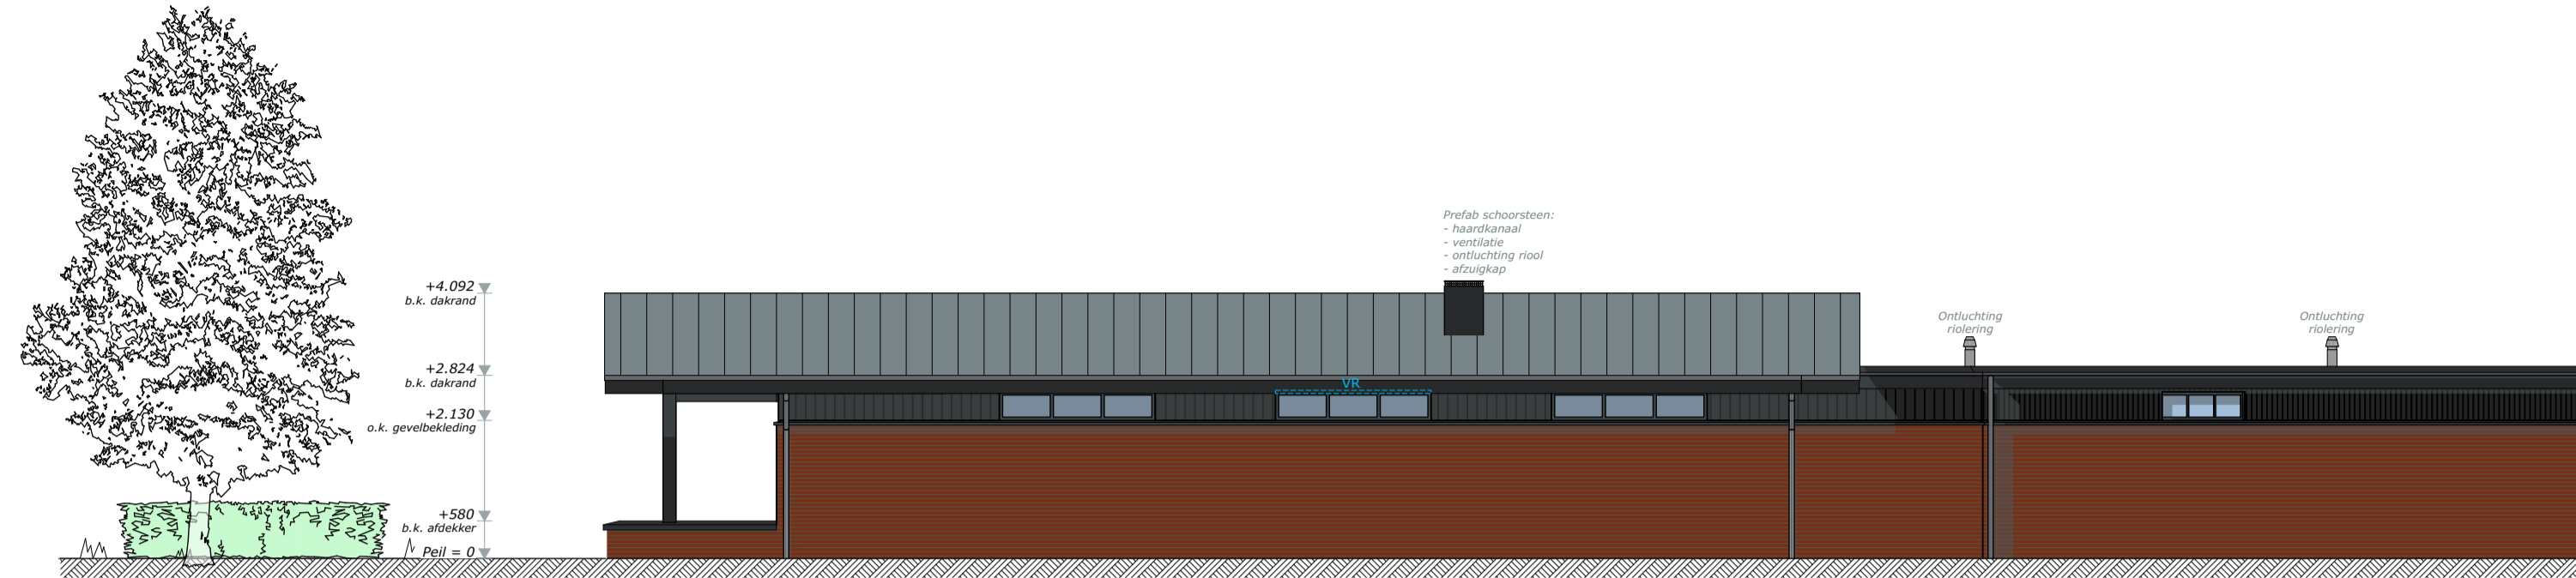 Prefab schoorsteen:
- haardkanaal
- ventilatie
- ontluchting riool
- afzuigkap
+4.092
b.k. dakrand
Ontluchting
riolering
Ontluchting
riolering
+2.824
b.k. dakrand
VR
+2.130
o.k. gevelbekleding
+580
b.k. afdekker
Peil = 0